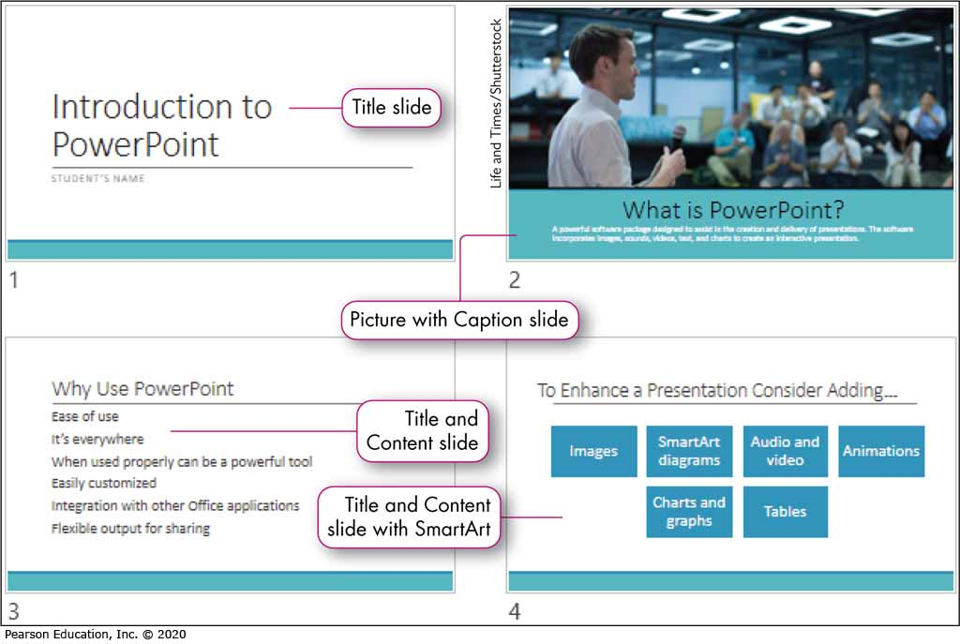 Introduction to
PowerPoint
STUDENT'S NAME
Title slide
1
Life and Times/Shutterstock
What is PowerPoint?
A powerful software package designed to assist in the creation and delivery of presentations. The software
incorporates images, sounds, videos, text, and charts to create an interactive presentation.
2
Picture with Caption slide
Why Use PowerPoint
Ease of use
It's everywhere
When used properly can be a powerful tool
Easily customized
Integration with other Office applications
Flexible output for sharing
Title and
Content slide
3
To Enhance a Presentation Consider Adding...
Images
SmartArt
diagrams
Audio and
video
Animations
Charts and
graphs
Tables
Title and Content
slide with SmartArt
4
Pearson Education, Inc. © 2020